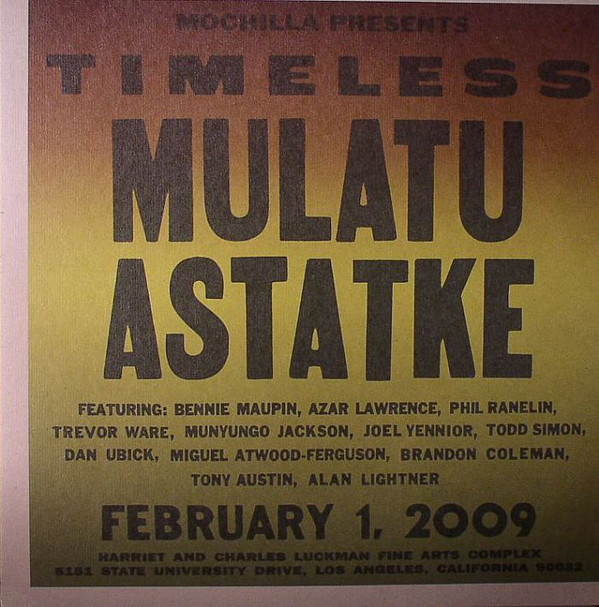 MOCHILLA PRESENTS
TIMELESS
MULATU
ASTATKE
FEATURING: BENNIE MAUPIN, AZAR LAWRENCE, PHIL RANELIN,
TREVOR WARE, MUNYUNGO JACKSON, JOEL YENNIOR, TODD SIMON,
DAN UBICK, MIGUEL ATWOOD-FERGUSON, BRANDON COLEMAN,
TONY AUSTIN, ALAN LIGHTNER
FEBRUARY 1, 2009
HARRIET AND CHARLES LUCKMAN FINE ARTS COMPLEX
5151 STATE UNIVERSITY DRIVE, LOS ANGELES, CALIFORNIA 90032